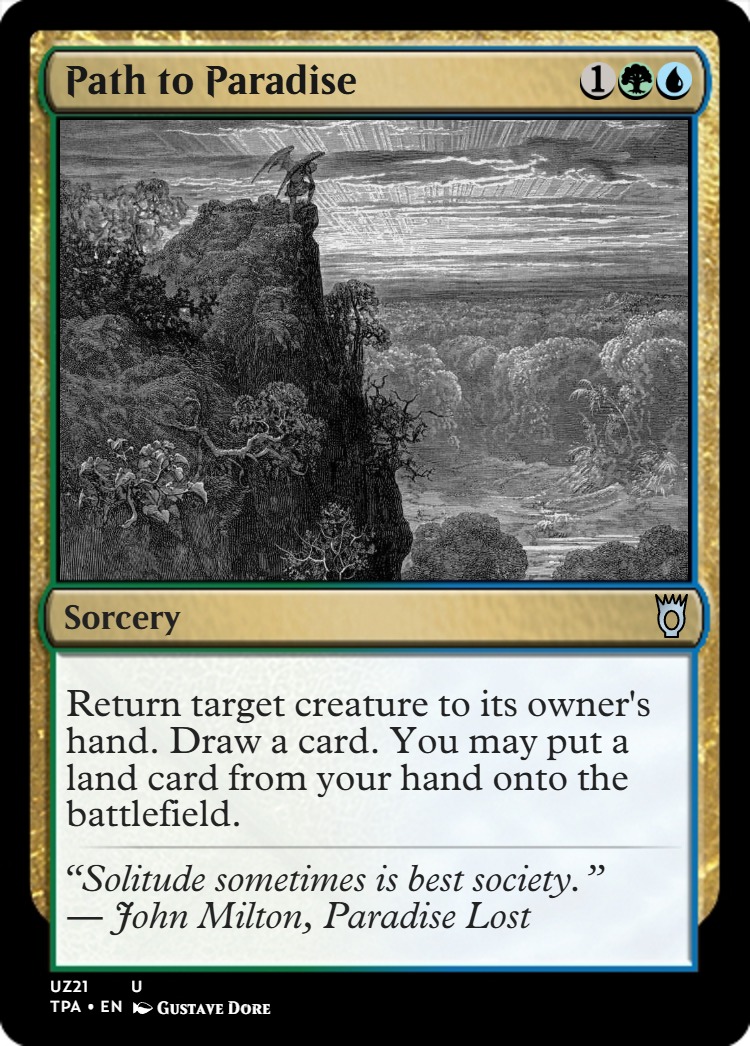 Path to Paradise 1
Sorcery
Return target creature to its owner's
hand. Draw a card. You may put a
land card from your hand onto the
battlefield.
“Solitude sometimes is best society.”
— John Milton, Paradise Lost
UZ21 U
TPA • EN GUSTAVE DORE